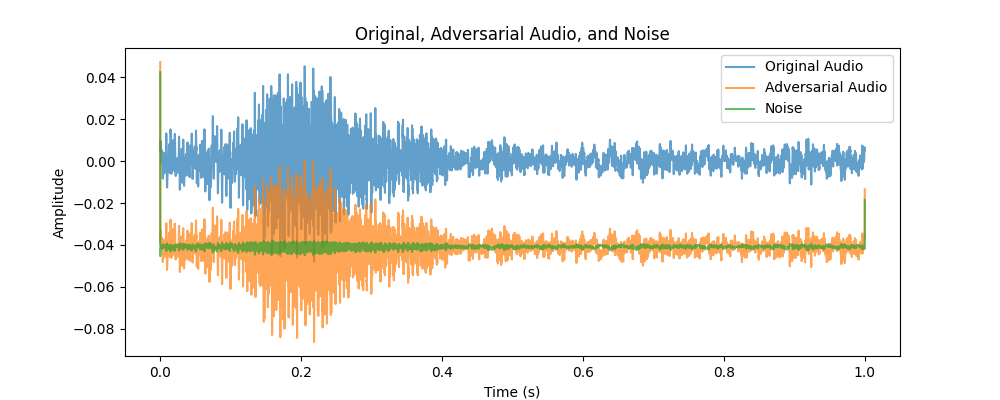 Original, Adversarial Audio, and Noise
Original Audio
Adversarial Audio
Noise
Amplitude
0.04
0.02
0.00
−0.02
−0.04
−0.06
−0.08
0.0 0.2 0.4 0.6 0.8 1.0
Time (s)